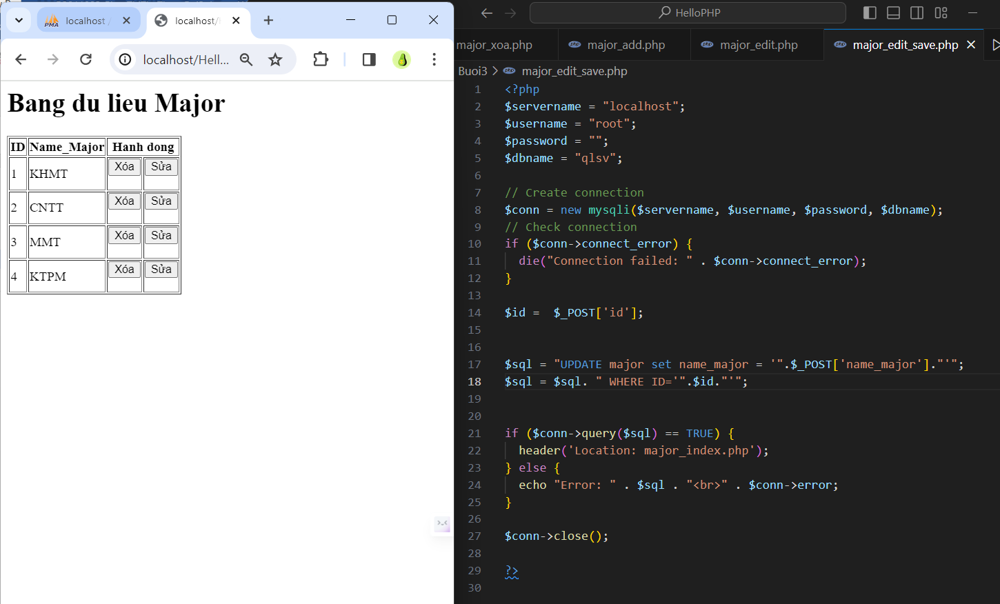 PMA localhost /
localhost/
localhost/Hell...
Bang du lieu Major
ID Name_Major Hanh dong
1 KHMT Xóa Sửa
2 CNTT Xóa Sửa
3 MMT Xóa Sửa
4 KTPM Xóa Sửa
HelloPHP
major_xoa.php
php major_add.php
php major_edit.php
php major_edit_save.php
Buoi3 > php major_edit_save.php
1 <?php
2 $servername = "localhost";
3 $username = "root";
4 $password = "";
5 $dbname = "qlsv";
6
7 // Create connection
8 $conn = new mysqli($servername, $username, $password, $dbname);
9 // Check connection
10 if ($conn->connect_error) {
11 die("Connection failed: " . $conn->connect_error);
12 }
13
14 $id =  $_POST['id'];
15
16
17 $sql = "UPDATE major set name_major = '".$_POST['name_major']."'";
18 $sql = $sql. " WHERE ID='".$id."'";
19
20
21 if ($conn->query($sql) == TRUE) {
22 header('Location: major_index.php');
23 } else {
24 echo "Error: " . $sql . "<br>" . $conn->error;
25 }
26
27 $conn->close();
28
29 ?>
30